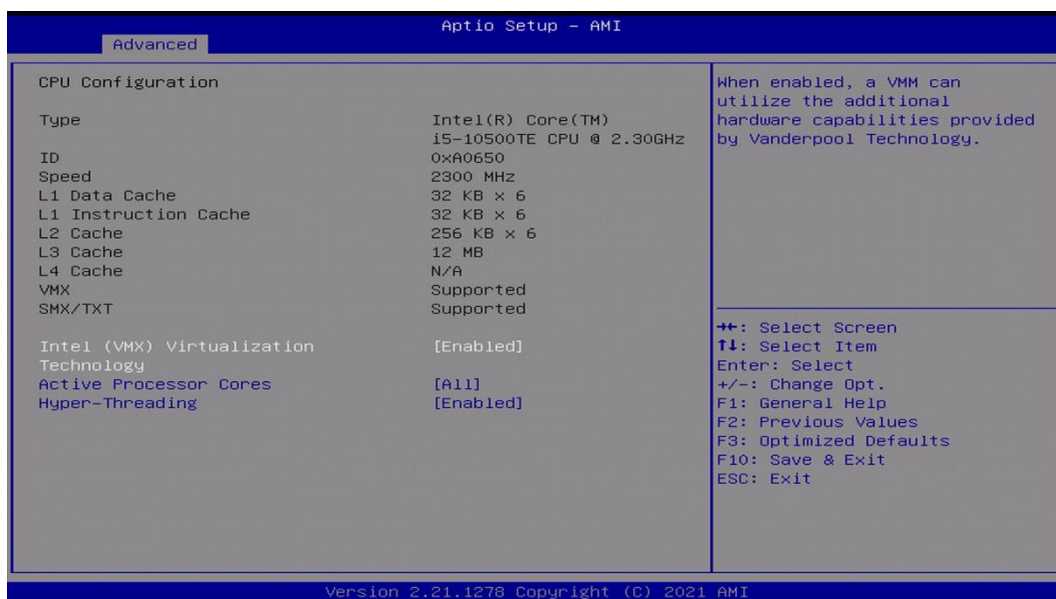 Aptio Setup - AMI
Advanced
CPU Configuration
Type Intel(R) Core(TM)
i5-10500TE CPU @ 2.30GHz
ID 0xA0650
Speed 2300 MHz
L1 Data Cache 32 KB x 6
L1 Instruction Cache 32 KB x 6
L2 Cache 256 KB x 6
L3 Cache 12 MB
L4 Cache N/A
VMX Supported
SMX/TXT Supported
Intel (VMX) Virtualization [Enabled]
Technology
Active Processor Cores [All]
Hyper-Threading [Enabled]
When enabled, a VMM can
utilize the additional
hardware capabilities provided
by Vanderpool Technology.
→←: Select Screen
↑↓: Select Item
Enter: Select
+/-: Change Opt.
F1: General Help
F2: Previous Values
F3: Optimized Defaults
F10: Save & Exit
ESC: Exit
Version 2.21.1278 Copyright (C) 2021 AMI